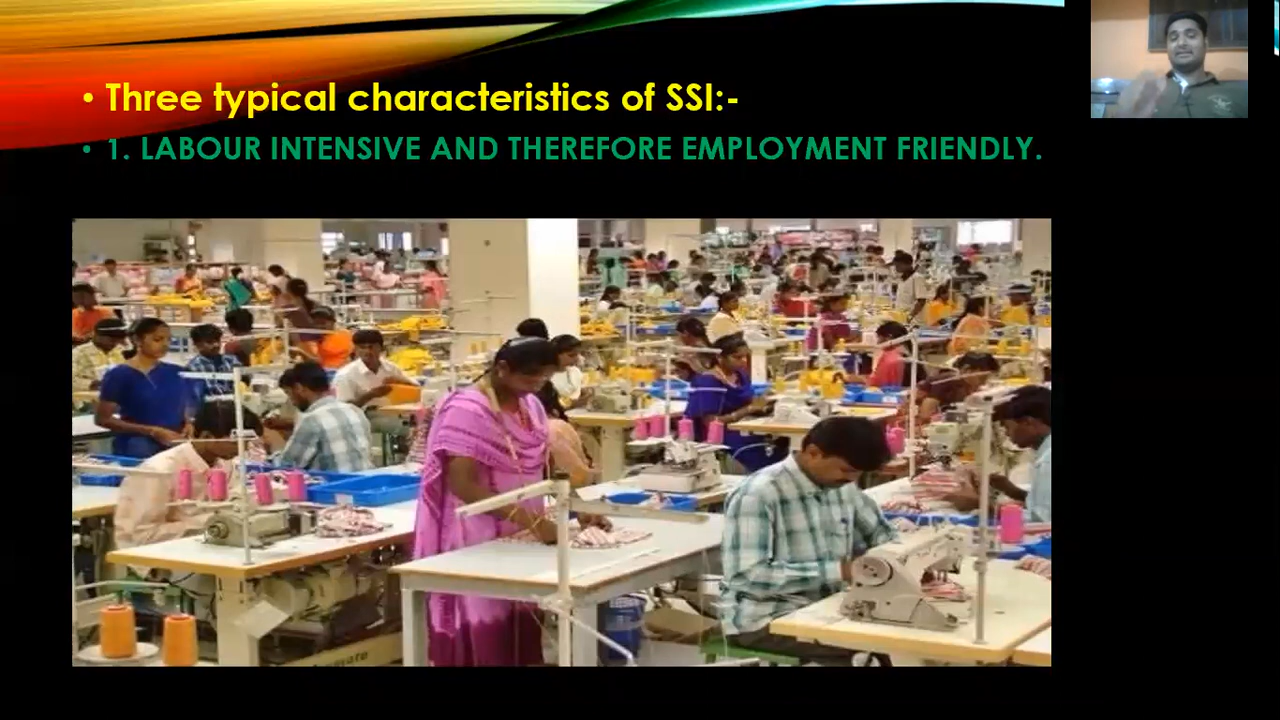 • Three typical characteristics of SSI:-
• 1. LABOUR INTENSIVE AND THEREFORE EMPLOYMENT FRIENDLY.